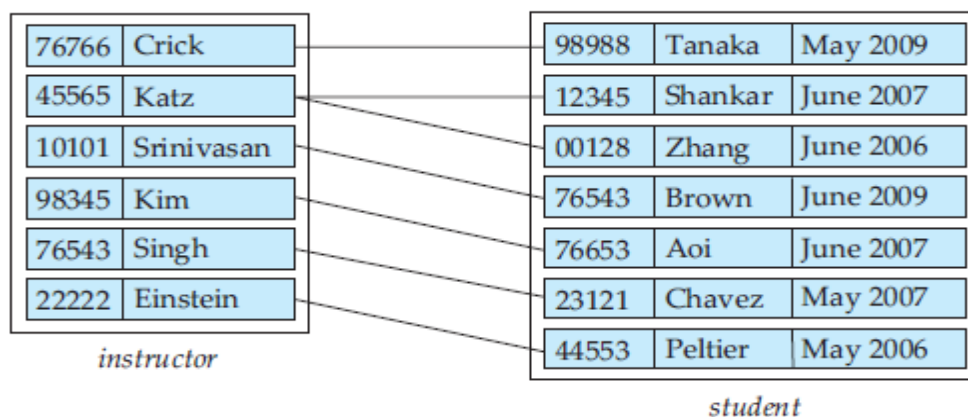 76766 Crick 98988 Tanaka May 2009
45565 Katz 12345 Shankar June 2007
10101 Srinivasan 00128 Zhang June 2006
98345 Kim 76543 Brown June 2009
76543 Singh 76653 Aoi June 2007
22222 Einstein 23121 Chavez May 2007
44553 Peltier May 2006
instructor
student